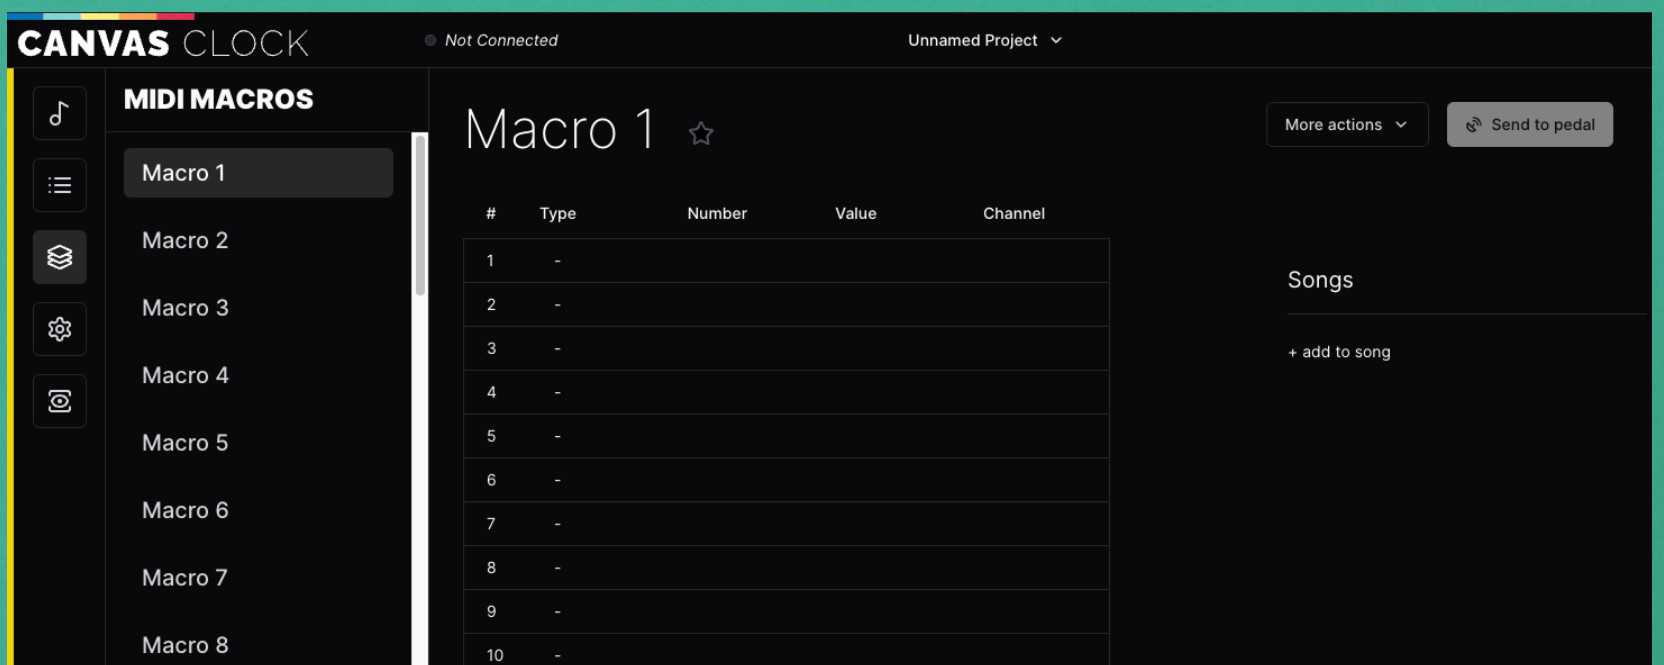 CANVAS CLOCK
Not Connected
Unnamed Project
MIDI MACROS
Macro 1
Macro 2
Macro 3
Macro 4
Macro 5
Macro 6
Macro 7
Macro 8
Macro 1
More actions
Send to pedal
# Type Number Value Channel
1 -
2 -
3 -
4 -
5 -
6 -
7 -
8 -
9 -
10 -
Songs
+ add to song